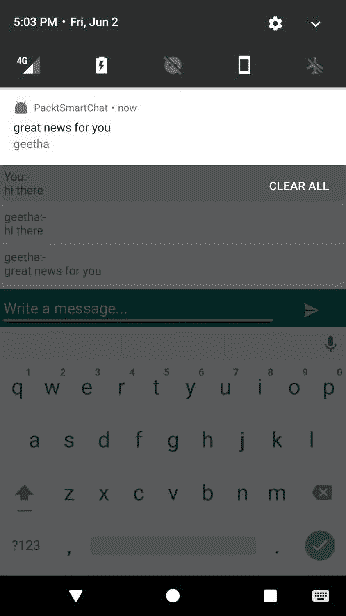 5:03 PM • Fri, Jun 2
4G
PacktSmartChat • now
great news for you
geetha
You:-
hi there
CLEAR ALL
geetha:-
hi there
geetha:-
great news for you
Write a message...
1 2 3 4 5 6 7 8 9 0
q w e r t y u i o p
a s d f g h j k l
z x c v b n m
?123 , .